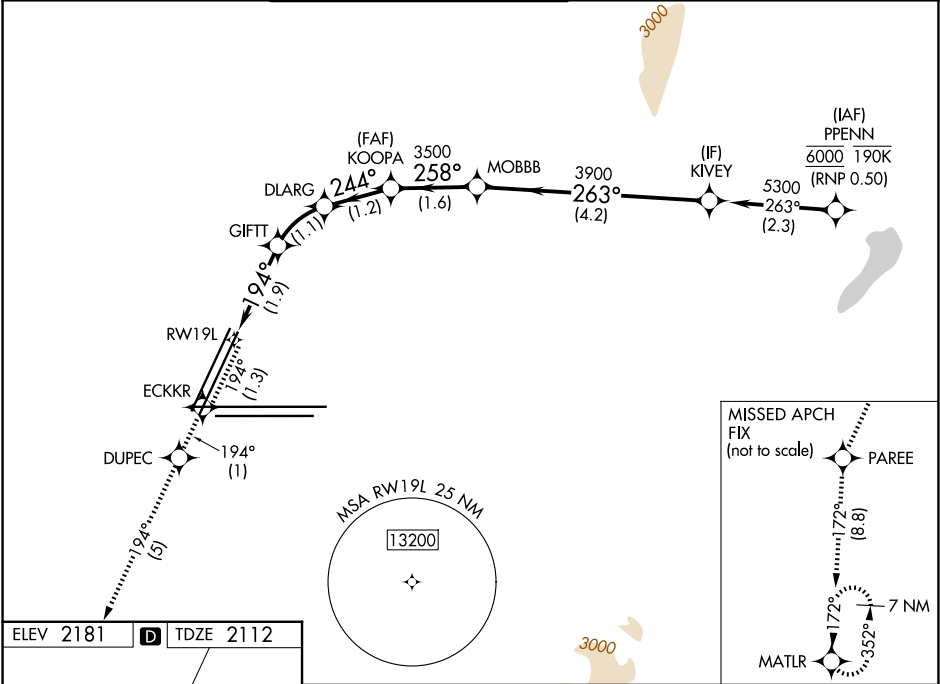 3000
(IAF)
PPENN
6000 190K
(RNP 0.50)
(IF)
KIVEY
5300
263°
(2.3)
3900
263°
(4.2)
MOBBB
(FAF)
KOOPA
3500
258°
(1.6)
244°
(1.2)
DLARG
(1.1)
GIFTT
194°
(1.9)
RW19L
194°
(1.3)
ECKKR
194°
(1)
DUPEC
194°
(5)
MSA RW19L 25 NM
13200
3000
MISSED APCH
FIX
(not to scale)
PAREE
172°
(8.8)
7 NM
172°
352°
MATLR
ELEV 2181 D TDZE 2112